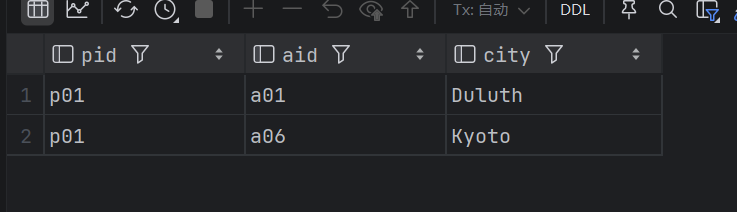 Tx: 自动 DDL
pid aid city
1 p01 a01 Duluth
2 p01 a06 Kyoto